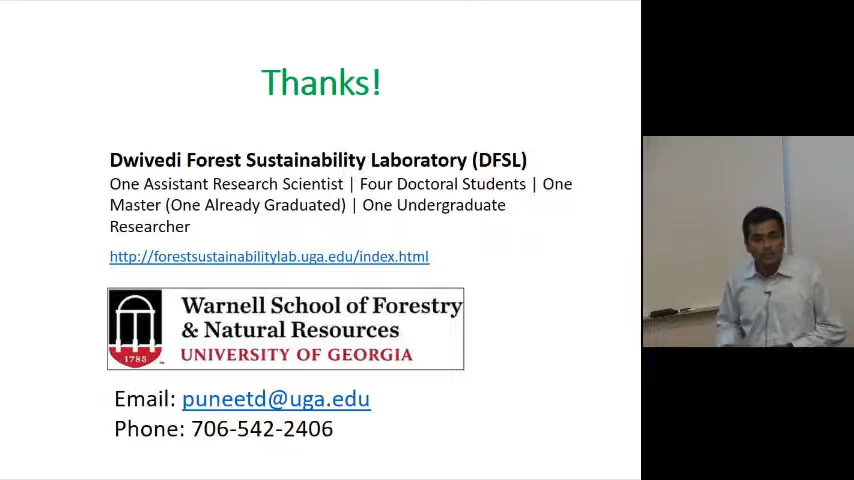 Thanks!
Dwivedi Forest Sustainability Laboratory (DFSL)
One Assistant Research Scientist | Four Doctoral Students | One
Master (One Already Graduated) | One Undergraduate
Researcher
http://forestsustainabilitylab.uga.edu/index.html
Warnell School of Forestry
& Natural Resources
UNIVERSITY OF GEORGIA
1785
Email: puneetd@uga.edu
Phone: 706-542-2406